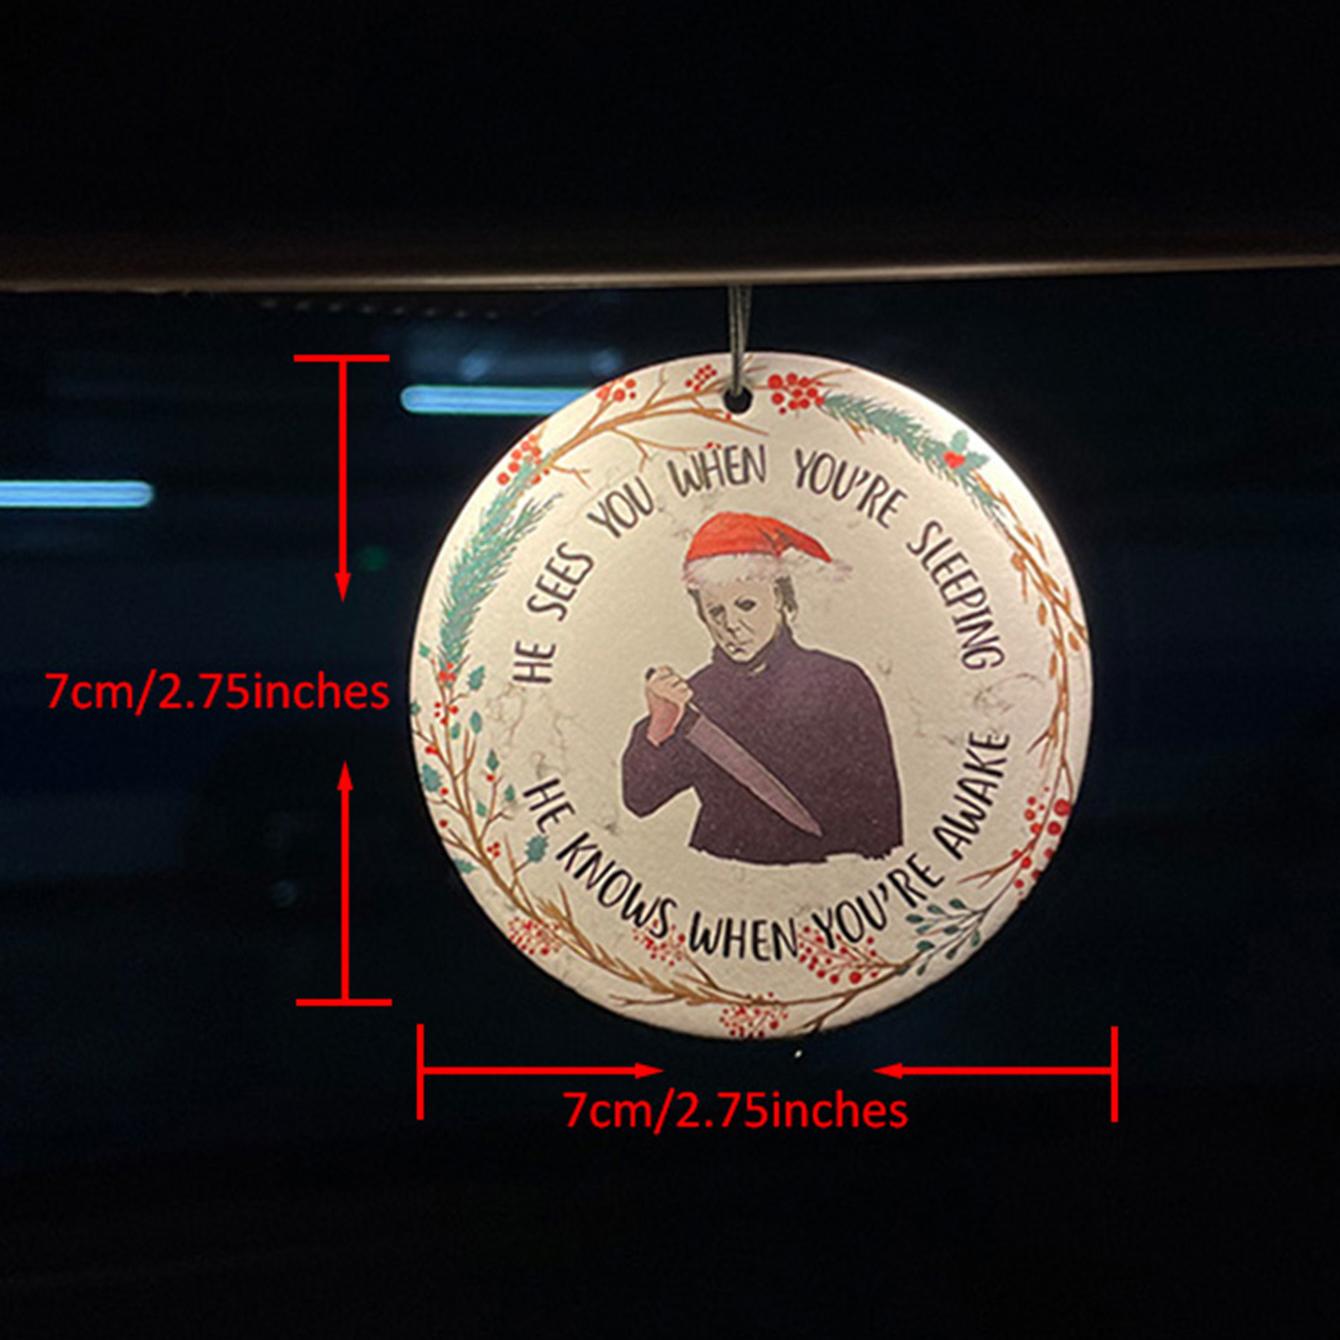 HE SEES YOU WHEN YOU'RE SLEEPING
HE KNOWS WHEN YOU'RE AWAKE
7cm/2.75inches
7cm/2.75inches